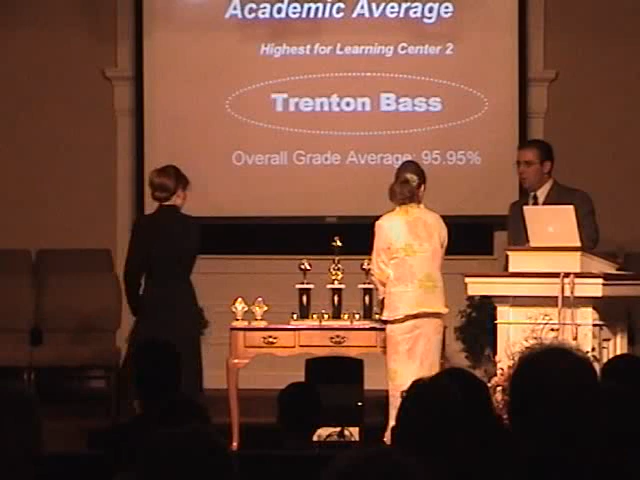 Academic Average
Highest for Learning Center 2
Trenton Bass
Overall Grade Average: 95.95%